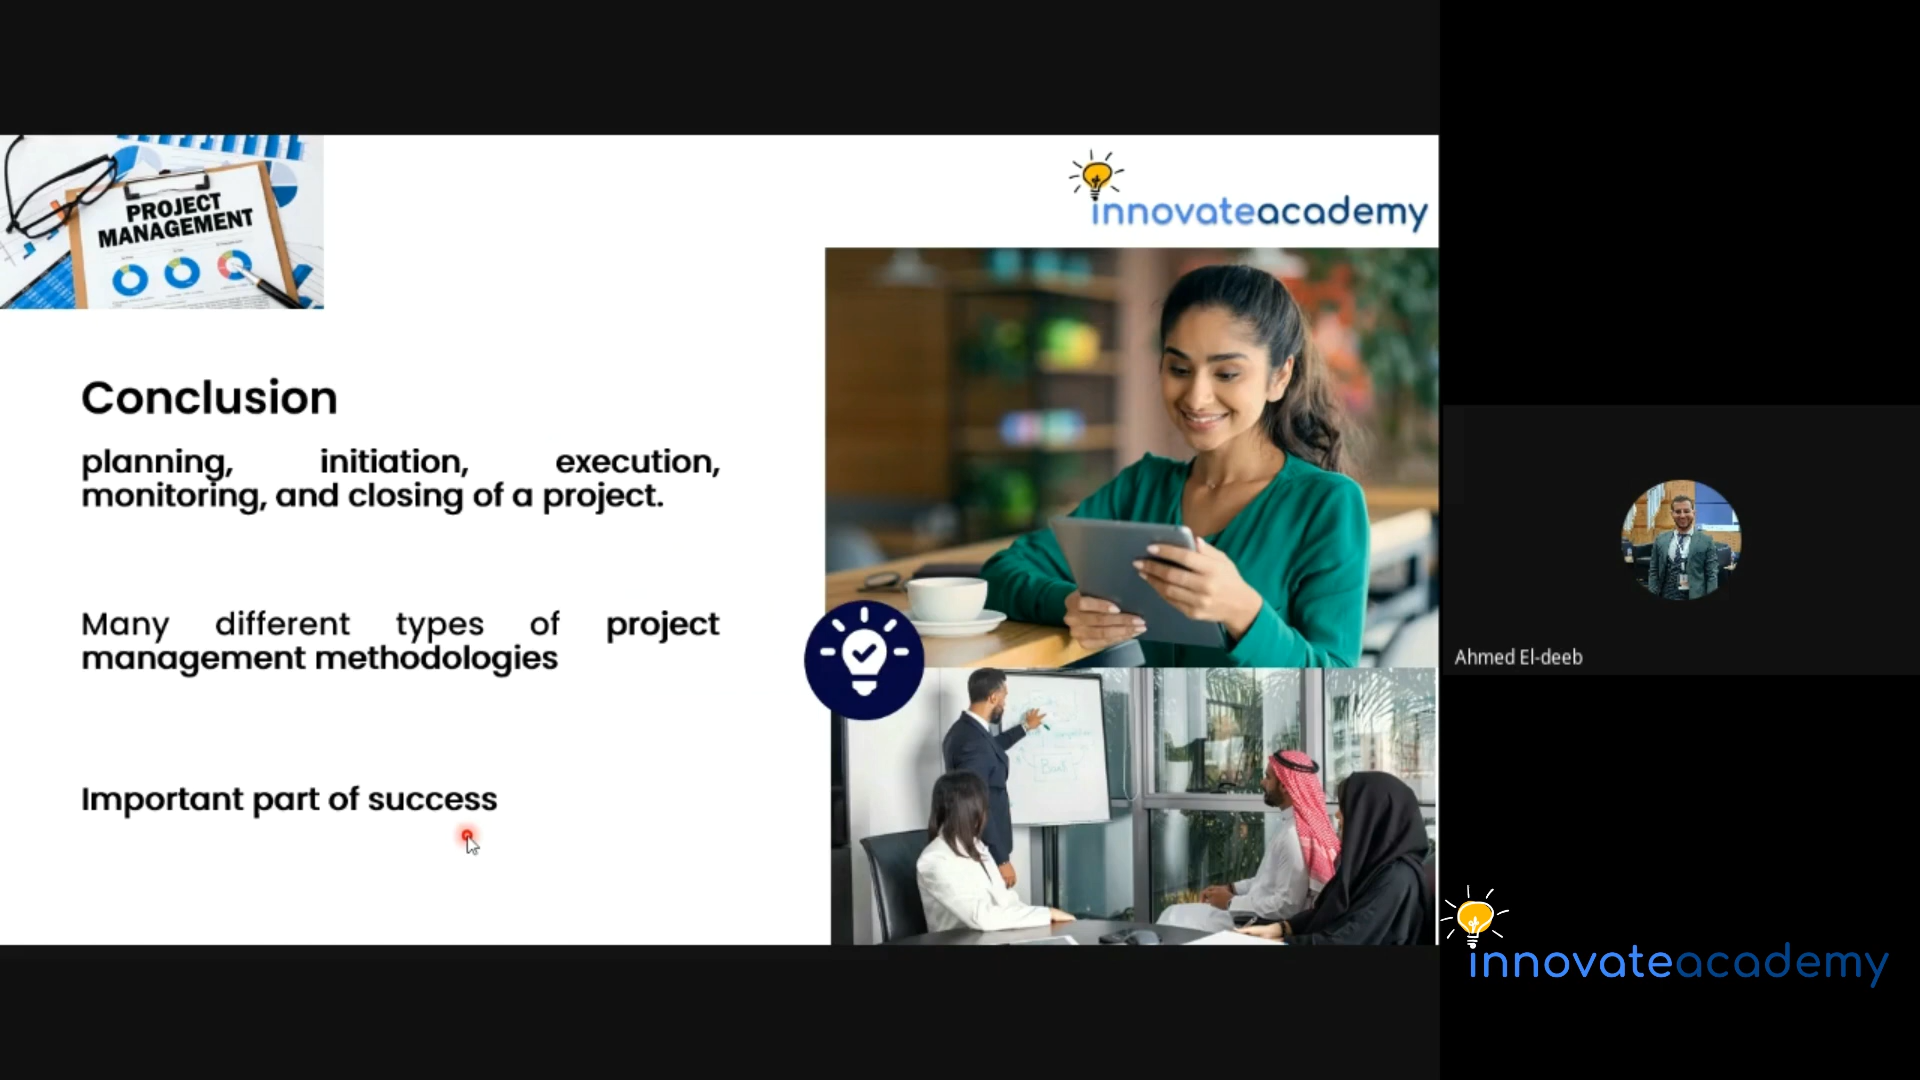 PROJECT
MANAGEMENT
innovateacademy
Conclusion
planning, initiation, execution,
monitoring, and closing of a project.
Many different types of project
management methodologies
Important part of success
Ahmed El-deeb
innovateacademy